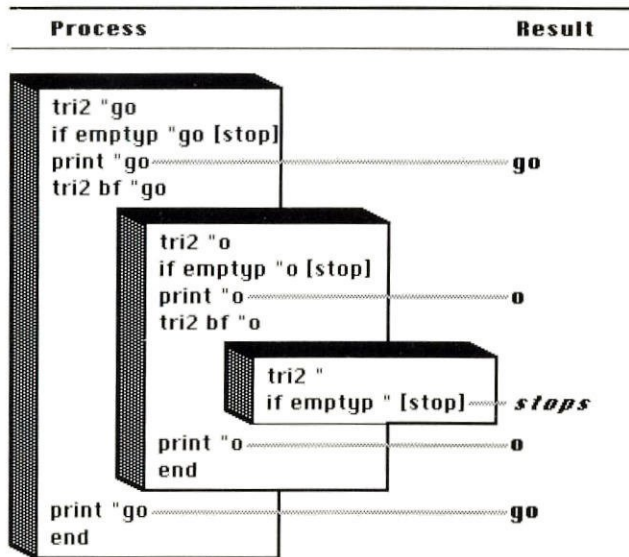 Process Result
tri2 "go
if emptyp "go [stop]
print "go go
tri2 bf "go
tri2 "o
if emptyp "o [stop]
print "o o
tri2 bf "o
tri2 "
if emptyp " [stop] stops
print "o o
end
print "go go
end